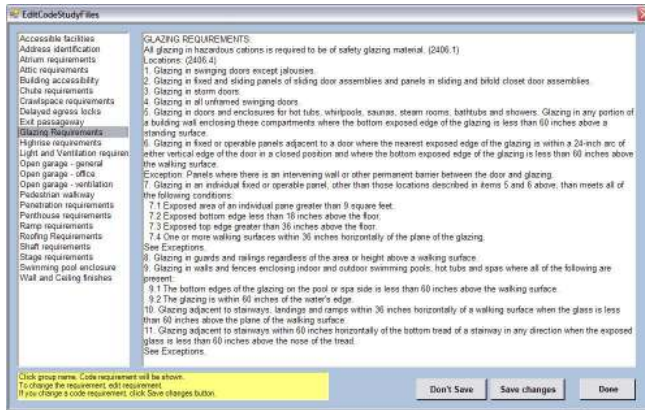 EditCodeStudyFiles
Accessible facilities
Address identification
Atrium requirements
Attic requirements
Building accessibility
Chute requirements
Crawlspace requirements
Delayed egress locks
Exit passageway
Glazing Requirements
Highrise requirements
Light and Ventilation requiren
Open garage - general
Open garage - office
Open garage - ventilation
Pedestrian walkway
Penetration requirements
Penthouse requirements
Ramp requirements
Roofing Requirements
Shaft requirements
Stage requirements
Swimming pool enclosure
Wall and Ceiling finishes
GLAZING REQUIREMENTS:
All glazing in hazardous cations is required to be of safety glazing material. (2406.1)
Locations: (2406.4)
1. Glazing in swinging doors except jalousies.
2. Glazing in fixed and sliding panels of sliding door assemblies and panels in sliding and bifold closet door assemblies.
3. Glazing in storm doors.
4. Glazing in all unframed swinging doors.
5. Glazing in doors and enclosures for hot tubs, whirlpools, saunas, steam rooms, bathtubs and showers. Glazing in any portion of
a building wall enclosing these compartments where the bottom exposed edge of the glazing is less than 60 inches above a
standing surface.
6. Glazing in fixed or operable panels adjacent to a door where the nearest exposed edge of the glazing is within a 24-inch arc of
either vertical edge of the door in a closed position and where the bottom exposed edge of the glazing is less than 60 inches above
the walking surface.
Exception: Panels where there is an intervening wall or other permanent barrier between the door and glazing.
7. Glazing in an individual fixed or operable panel, other than those locations described in items 5 and 6 above, than meets all of
the following conditions:
7.1 Exposed area of an individual pane greater than 9 square feet.
7.2 Exposed bottom edge less than 18 inches above the floor.
7.3 Exposed top edge greater than 36 inches above the floor.
7.4 One or more walking surfaces within 36 inches horizontally of the plane of the glazing.
See Exceptions.
8. Glazing in guards and railings regardless of the area or height above a walking surface.
9. Glazing in walls and fences enclosing indoor and outdoor swimming pools, hot tubs and spas where all of the following are
present:
9.1 The bottom edges of the glazing on the pool or spa side is less than 60 inches above the walking surface.
9.2 The glazing is within 60 inches of the water's edge.
10. Glazing adjacent to stairways, landings and ramps within 36 inches horizontally of a walking surface when the glass is less
than 60 inches above the plane of the walking surface.
11. Glazing adjacent to stairways within 60 inches horizontally of the bottom tread of a stairway in any direction when the exposed
glass is less than 60 inches above the nose of the tread.
See Exceptions.
Click group name. Code requirement will be shown.
To change the requirement, edit requirement.
If you change a code requirement, click Save changes button.
Don't Save
Save changes
Done